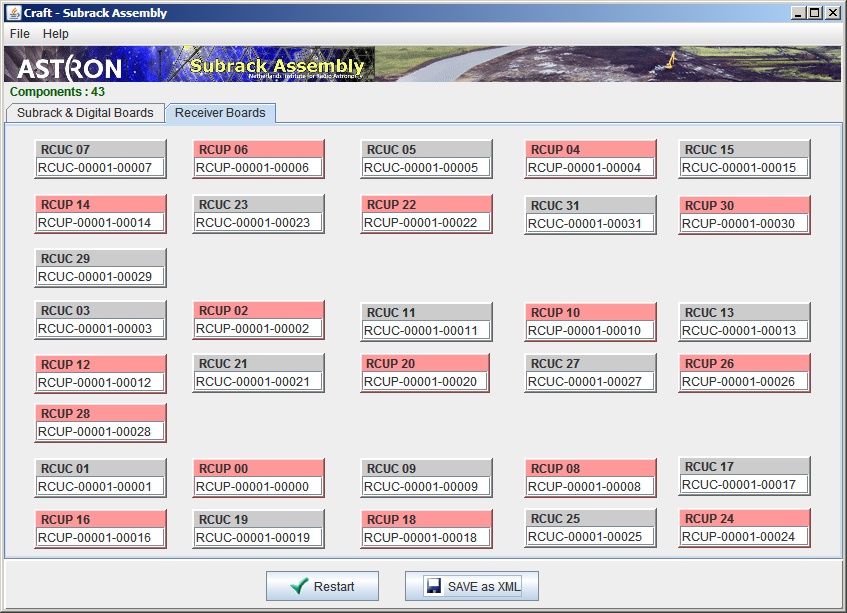 Craft - Subrack Assembly
File Help
ASTRON
Subrack Assembly
Netherlands Institute for Radio Astronomy
Components : 43
Subrack & Digital Boards Receiver Boards
RCUC 07 RCUP 06 RCUC 05 RCUP 04 RCUC 15
RCUC-00001-00007 RCUP-00001-00006 RCUC-00001-00005 RCUP-00001-00004 RCUC-00001-00015
RCUP 14 RCUC 23 RCUP 22 RCUC 31 RCUP 30
RCUP-00001-00014 RCUC-00001-00023 RCUP-00001-00022 RCUC-00001-00031 RCUP-00001-00030
RCUC 29
RCUC-00001-00029
RCUC 03 RCUP 02 RCUC 11 RCUP 10 RCUC 13
RCUC-00001-00003 RCUP-00001-00002 RCUC-00001-00011 RCUP-00001-00010 RCUC-00001-00013
RCUP 12 RCUC 21 RCUP 20 RCUC 27 RCUP 26
RCUP-00001-00012 RCUC-00001-00021 RCUP-00001-00020 RCUC-00001-00027 RCUP-00001-00026
RCUP 28
RCUP-00001-00028
RCUC 01 RCUP 00 RCUC 09 RCUP 08 RCUC 17
RCUC-00001-00001 RCUP-00001-00000 RCUC-00001-00009 RCUP-00001-00008 RCUC-00001-00017
RCUP 16 RCUC 19 RCUP 18 RCUC 25 RCUP 24
RCUP-00001-00016 RCUC-00001-00019 RCUP-00001-00018 RCUC-00001-00025 RCUP-00001-00024
Restart SAVE as XML